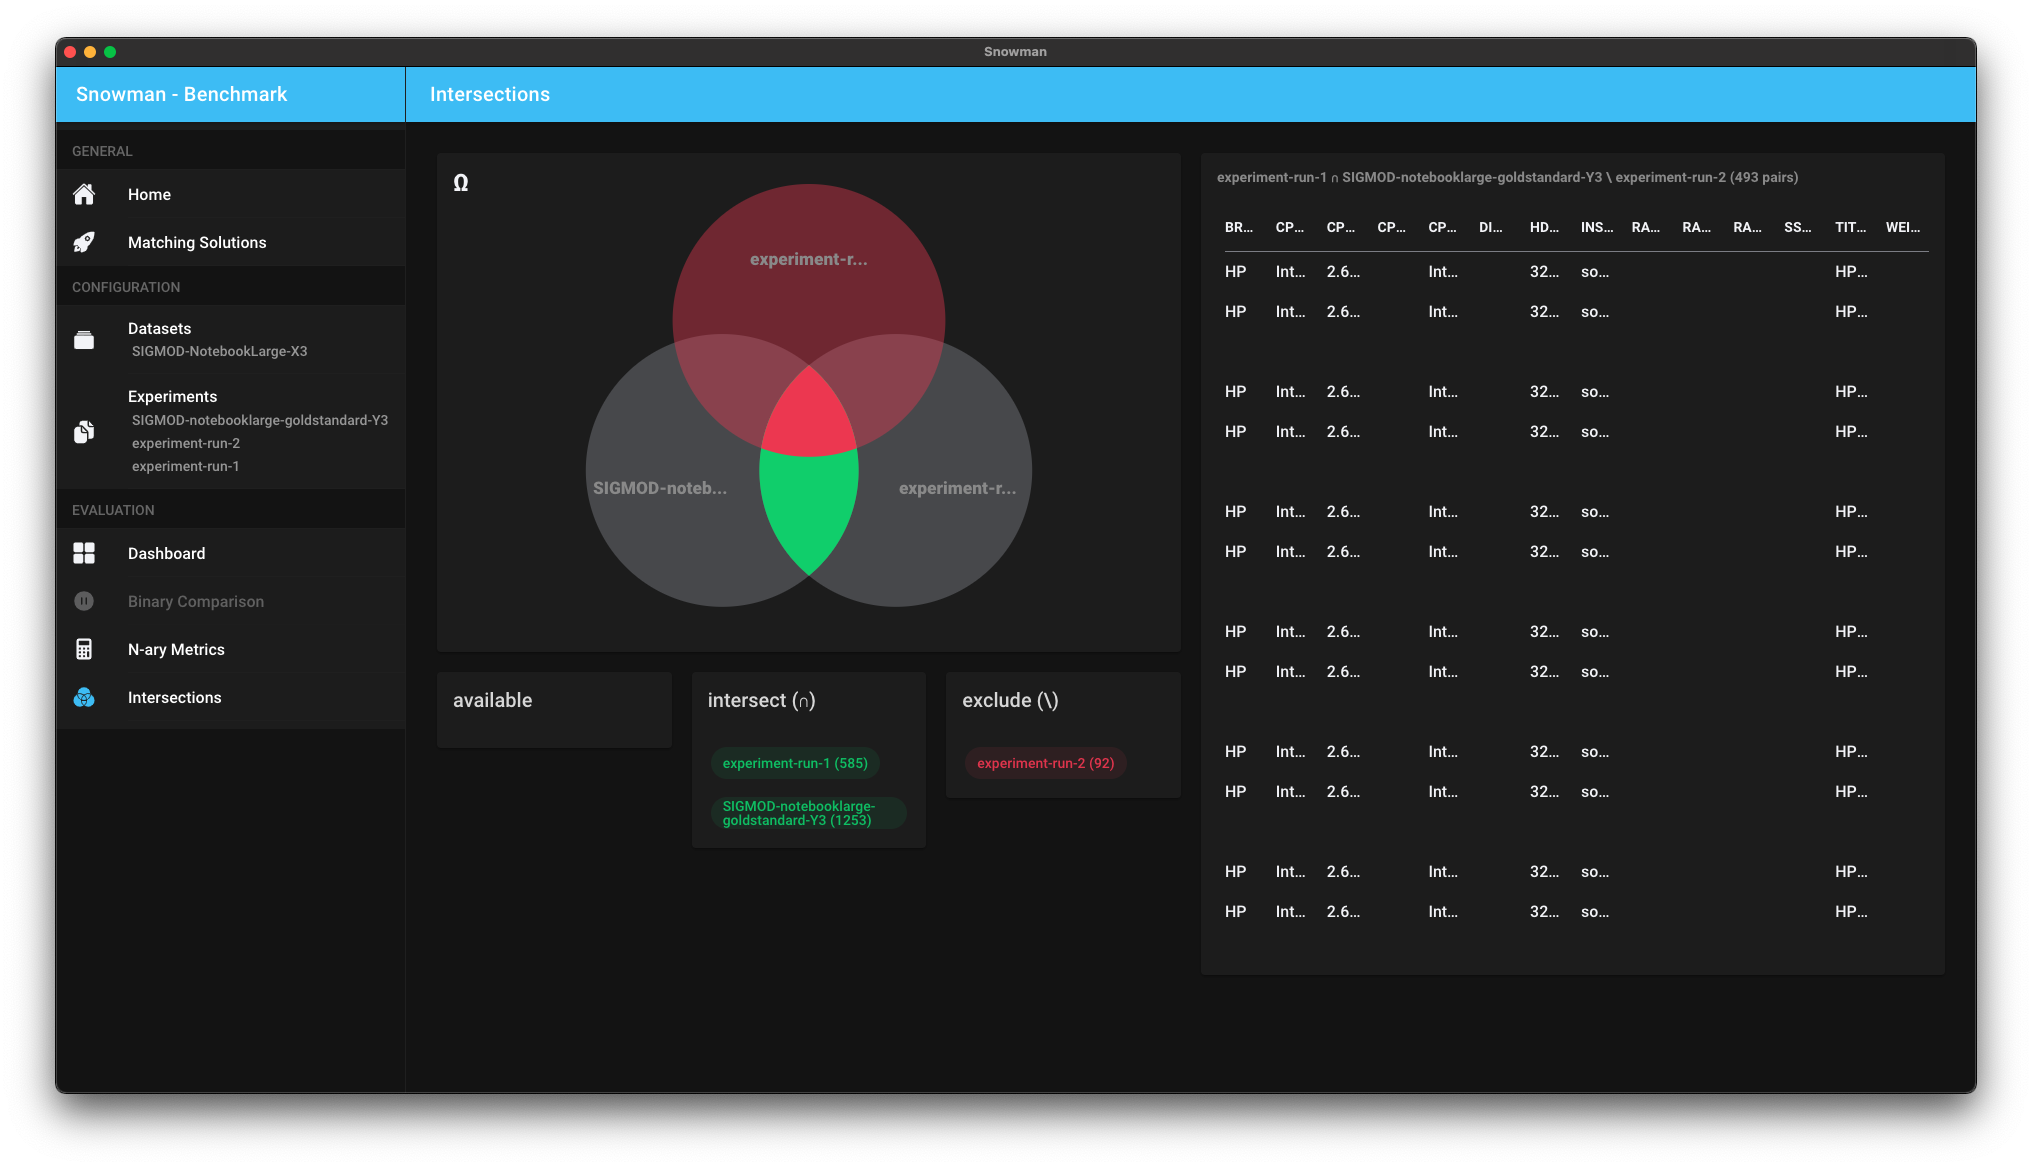 Snowman
Snowman - Benchmark
Intersections
GENERAL
Home
Matching Solutions
CONFIGURATION
Datasets
SIGMOD-NotebookLarge-X3
Experiments
SIGMOD-notebooklarge-goldstandard-Y3
experiment-run-2
experiment-run-1
EVALUATION
Dashboard
Binary Comparison
N-ary Metrics
Intersections
Ω
experiment-r...
SIGMOD-noteb...
experiment-r...
available
intersect (∩)
experiment-run-1 (585)
SIGMOD-notebooklarge-
goldstandard-Y3 (1253)
exclude (\)
experiment-run-2 (92)
experiment-run-1 ∩ SIGMOD-notebooklarge-goldstandard-Y3 \ experiment-run-2 (493 pairs)
BR... CP... CP... CP... CP... DI... HD... INS... RA... RA... RA... SS... TIT... WEI...
HP Int... 2.6... Int... 32... so... HP...
HP Int... 2.6... Int... 32... so... HP...
HP Int... 2.6... Int... 32... so... HP...
HP Int... 2.6... Int... 32... so... HP...
HP Int... 2.6... Int... 32... so... HP...
HP Int... 2.6... Int... 32... so... HP...
HP Int... 2.6... Int... 32... so... HP...
HP Int... 2.6... Int... 32... so... HP...
HP Int... 2.6... Int... 32... so... HP...
HP Int... 2.6... Int... 32... so... HP...
HP Int... 2.6... Int... 32... so... HP...
HP Int... 2.6... Int... 32... so... HP...